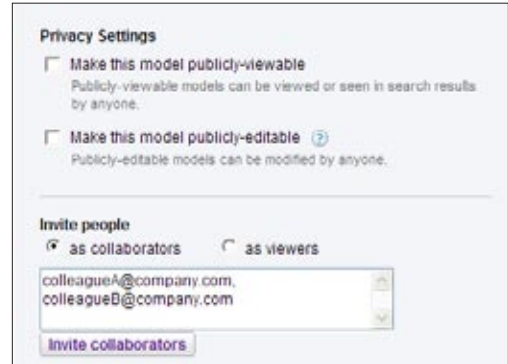 Privacy Settings
Make this model publicly-viewable
Publicly-viewable models can be viewed or seen in search results
by anyone.
Make this model publicly-editable ?
Publicly-editable models can be modified by anyone.
Invite people
as collaborators as viewers
colleagueA@company.com,
colleagueB@company.com
Invite collaborators